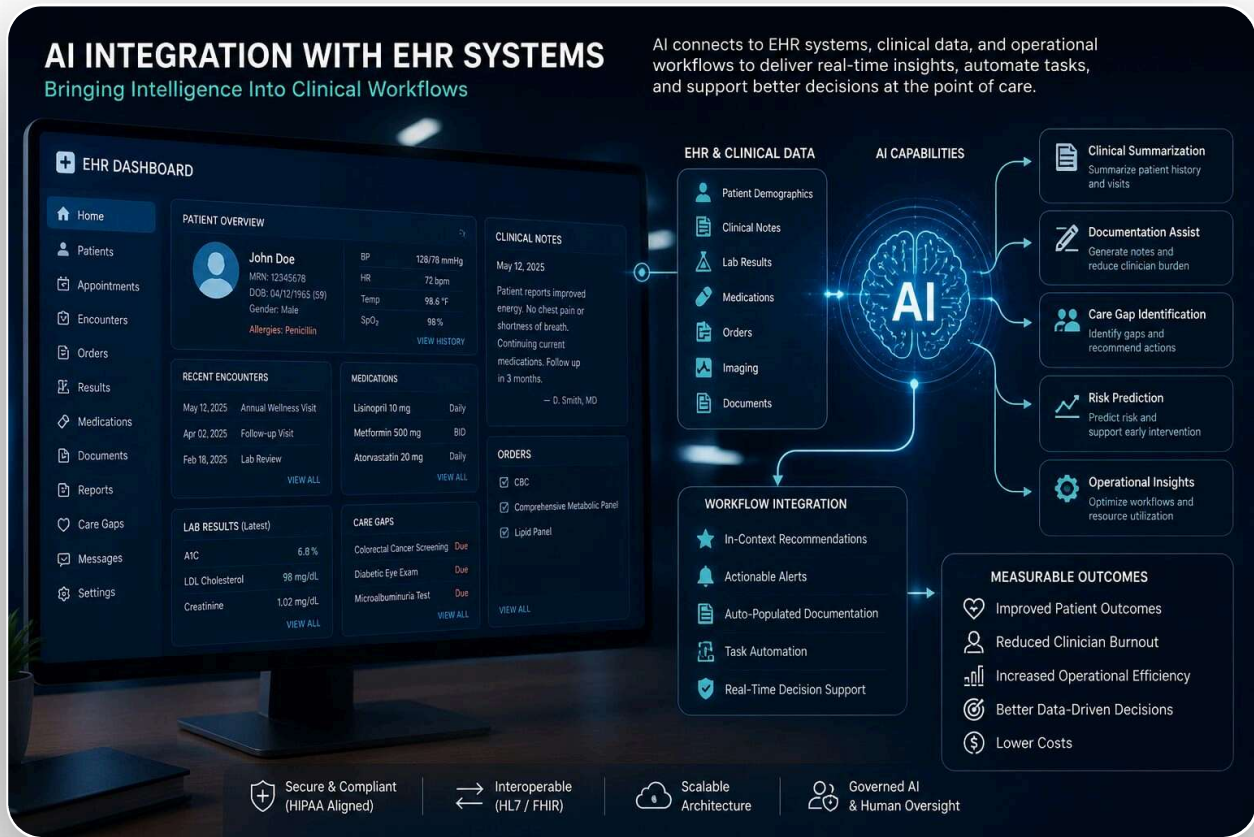 AI INTEGRATION WITH EHR SYSTEMS
Bringing Intelligence Into Clinical Workflows
AI connects to EHR systems, clinical data, and operational
workflows to deliver real-time insights, automate tasks,
and support better decisions at the point of care.
EHR DASHBOARD
Home
Patients
Appointments
Encounters
Orders
Results
Medications
Documents
Reports
Care Gaps
Messages
Settings
PATIENT OVERVIEW
John Doe
MRN: 12345678
DOB: 04/12/1965 (59)
Gender: Male
Allergies: Penicillin
BP 128/78 mmHg
HR 72 bpm
Temp 98.6 °F
SpO₂ 98%
VIEW HISTORY
RECENT ENCOUNTERS
May 12, 2025 Annual Wellness Visit
Apr 02, 2025 Follow-up Visit
Feb 18, 2025 Lab Review
VIEW ALL
MEDICATIONS
Lisinopril 10 mg Daily
Metformin 500 mg BID
Atorvastatin 20 mg Daily
VIEW ALL
LAB RESULTS (Latest)
A1C 6.8 %
LDL Cholesterol 98 mg/dL
Creatinine 1.02 mg/dL
VIEW ALL
CARE GAPS
Colorectal Cancer Screening Due
Diabetic Eye Exam Due
Microalbuminuria Test Due
VIEW ALL
CLINICAL NOTES
May 12, 2025
Patient reports improved
energy. No chest pain or
shortness of breath.
Continuing current
medications. Follow up
in 3 months.
— D. Smith, MD
ORDERS
CBC
Comprehensive Metabolic Panel
Lipid Panel
VIEW ALL
EHR & CLINICAL DATA
Patient Demographics
Clinical Notes
Lab Results
Medications
Orders
Imaging
Documents
AI CAPABILITIES
AI
Clinical Summarization
Summarize patient history
and visits
Documentation Assist
Generate notes and
reduce clinician burden
Care Gap Identification
Identify gaps and
recommend actions
Risk Prediction
Predict risk and
support early intervention
Operational Insights
Optimize workflows and
resource utilization
WORKFLOW INTEGRATION
In-Context Recommendations
Actionable Alerts
Auto-Populated Documentation
Task Automation
Real-Time Decision Support
MEASURABLE OUTCOMES
Improved Patient Outcomes
Reduced Clinician Burnout
Increased Operational Efficiency
Better Data-Driven Decisions
Lower Costs
Secure & Compliant
(HIPAA Aligned)
Interoperable
(HL7 / FHIR)
Scalable
Architecture
Governed AI
& Human Oversight